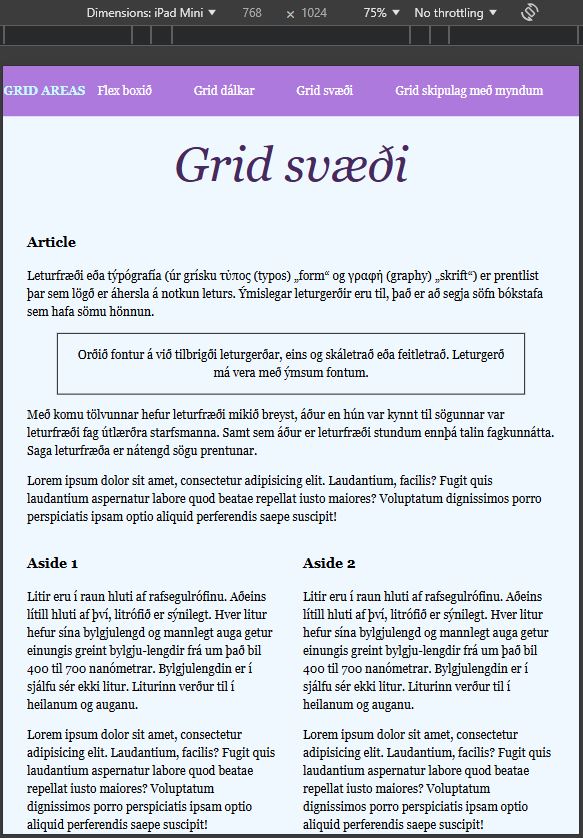 Dimensions: iPad Mini 768 × 1024 75% No throttling
GRID AREAS Flex boxið Grid dálkar Grid svæði Grid skipulag með myndum
Grid svæði
Article
Leturfræði eða týpógrafía (úr grísku τὐπος (typos) „form“ og γραφὴ (graphy) „skrift“) er prentlist
þar sem lögð er áhersla á notkun leturs. Ýmislegar leturgerðir eru til, það er að segja söfn bókstafa
sem hafa sömu hönnun.
Orðið fontur á við tilbrigði leturgerðar, eins og skáletrað eða feitletrað. Leturgerð
má vera með ýmsum fontum.
Með komu tölvunnar hefur leturfræði mikið breyst, áður en hún var kynnt til sögunnar var
leturfræði fag útlærðra starfsmanna. Samt sem áður er leturfræði stundum ennþá talin fagkunnátta.
Saga leturfræða er nátengd sögu prentunar.
Lorem ipsum dolor sit amet, consectetur adipisicing elit. Laudantium, facilis? Fugit quis
laudantium aspernatur labore quod beatae repellat iusto maiores? Voluptatum dignissimos porro
perspiciatis ipsam optio aliquid perferendis saepe suscipit!
Aside 1
Litir eru í raun hluti af rafsegulrófinu. Aðeins
lítill hluti af því, litrófið er sýnilegt. Hver litur
hefur sína bylgjulengd og mannlegt auga getur
einungis greint bylgju-lengdir frá um það bil
400 til 700 nanómetrar. Bylgjulengdin er í
sjálfu sér ekki litur. Liturinn verður til í
heilanum og auganu.
Lorem ipsum dolor sit amet, consectetur
adipisicing elit. Laudantium, facilis? Fugit quis
laudantium aspernatur labore quod beatae
repellat iusto maiores? Voluptatum
dignissimos porro perspiciatis ipsam optio
aliquid perferendis saepe suscipit!
Aside 2
Litir eru í raun hluti af rafsegulrófinu. Aðeins
lítill hluti af því, litrófið er sýnilegt. Hver litur
hefur sína bylgjulengd og mannlegt auga getur
einungis greint bylgju-lengdir frá um það bil
400 til 700 nanómetrar. Bylgjulengdin er í
sjálfu sér ekki litur. Liturinn verður til í
heilanum og auganu.
Lorem ipsum dolor sit amet, consectetur
adipisicing elit. Laudantium, facilis? Fugit quis
laudantium aspernatur labore quod beatae
repellat iusto maiores? Voluptatum
dignissimos porro perspiciatis ipsam optio
aliquid perferendis saepe suscipit!